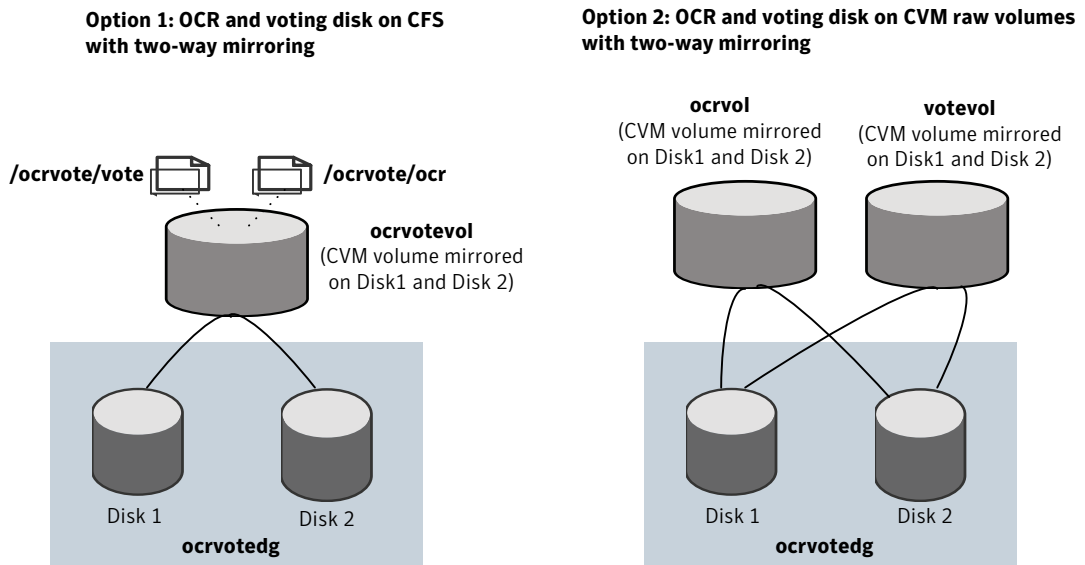 Option 1: OCR and voting disk on CFS
with two-way mirroring
/ocrvote/vote
/ocrvote/ocr
ocrvotevol
(CVM volume mirrored
on Disk1 and Disk 2)
Disk 1
Disk 2
ocrvotedg
Option 2: OCR and voting disk on CVM raw volumes
with two-way mirroring
ocrvol
(CVM volume mirrored
on Disk1 and Disk 2)
votevol
(CVM volume mirrored
on Disk1 and Disk 2)
Disk 1
Disk 2
ocrvotedg